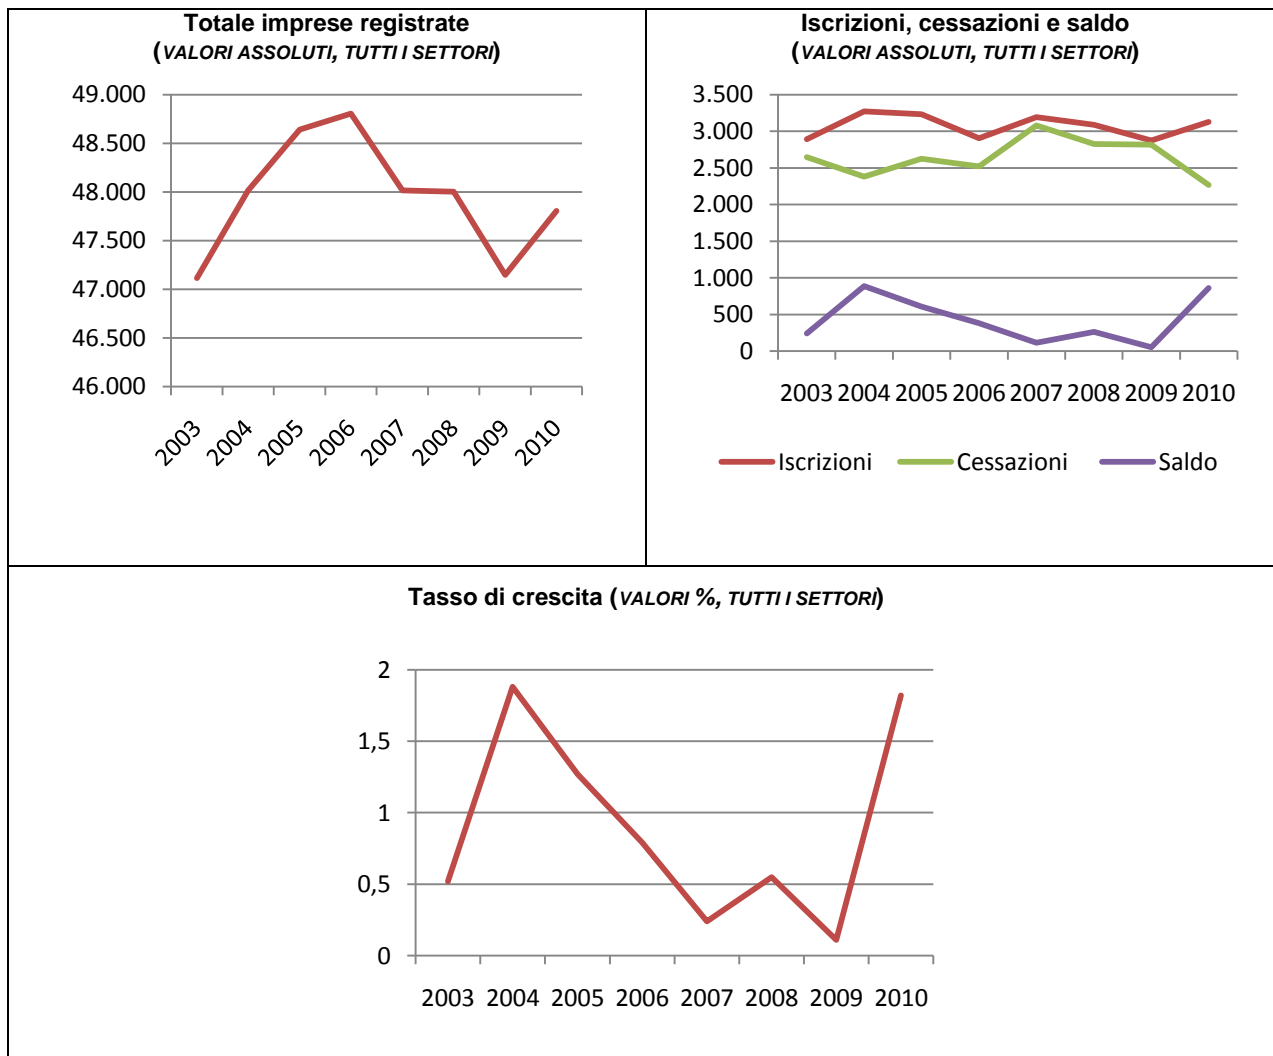 Totale imprese registrate
(VALORI ASSOLUTI, TUTTI I SETTORI)
49.000
48.500
48.000
47.500
47.000
46.500
46.000
2003 2004 2005 2006 2007 2008 2009 2010
Iscrizioni, cessazioni e saldo
(VALORI ASSOLUTI, TUTTI I SETTORI)
3.500
3.000
2.500
2.000
1.500
1.000
500
0
2003 2004 2005 2006 2007 2008 2009 2010
Iscrizioni Cessazioni Saldo
Tasso di crescita (VALORI %, TUTTI I SETTORI)
2
1,5
1
0,5
0
2003 2004 2005 2006 2007 2008 2009 2010